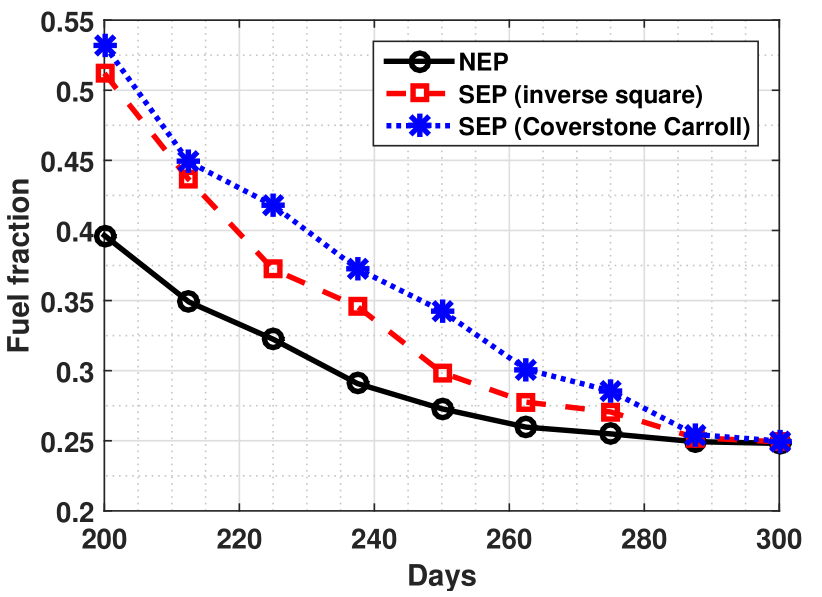 0.55
0.5
0.45
0.4
0.35
0.3
0.25
0.2
Fuel fraction
NEP
SEP (inverse square)
SEP (Coverstone Carroll)
200 220 240 260 280 300
Days